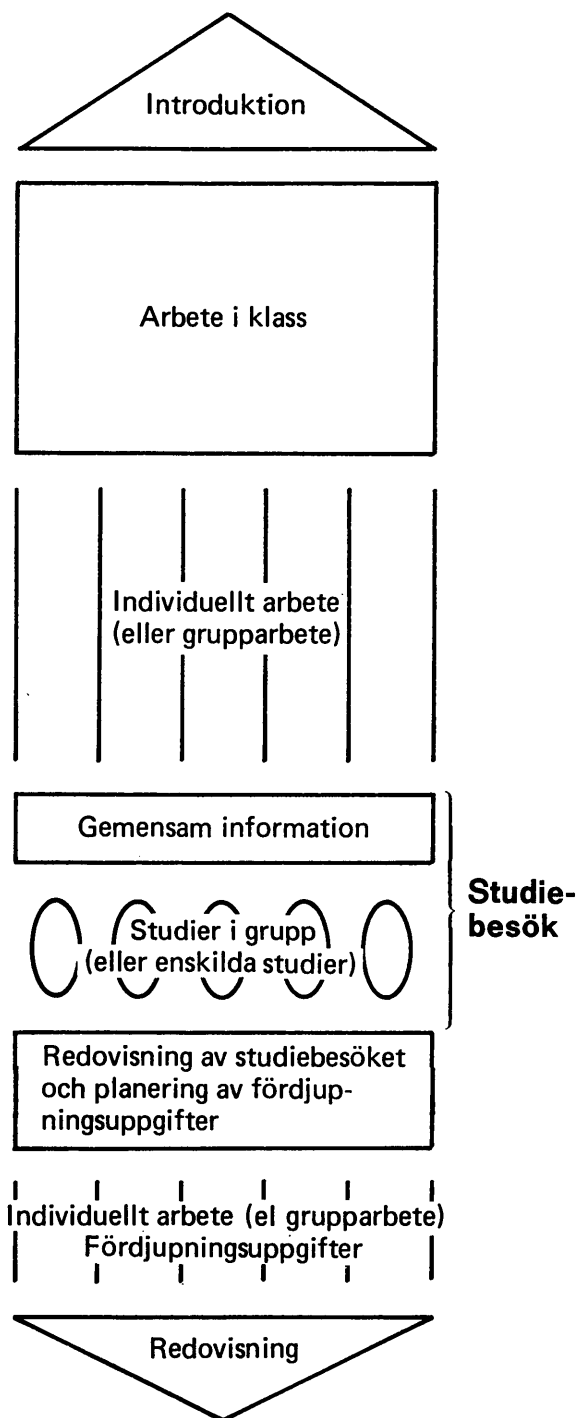 Introduktion
Arbete i klass
Individuellt arbete
(eller grupparbete)
Gemensam information
Studier i grupp
(eller enskilda studier)
Studie-
besök
Redovisning av studiebesöket
och planering av fördjup-
ningsuppgifter
Individuellt arbete (el grupparbete)
Fördjupningsuppgifter
Redovisning